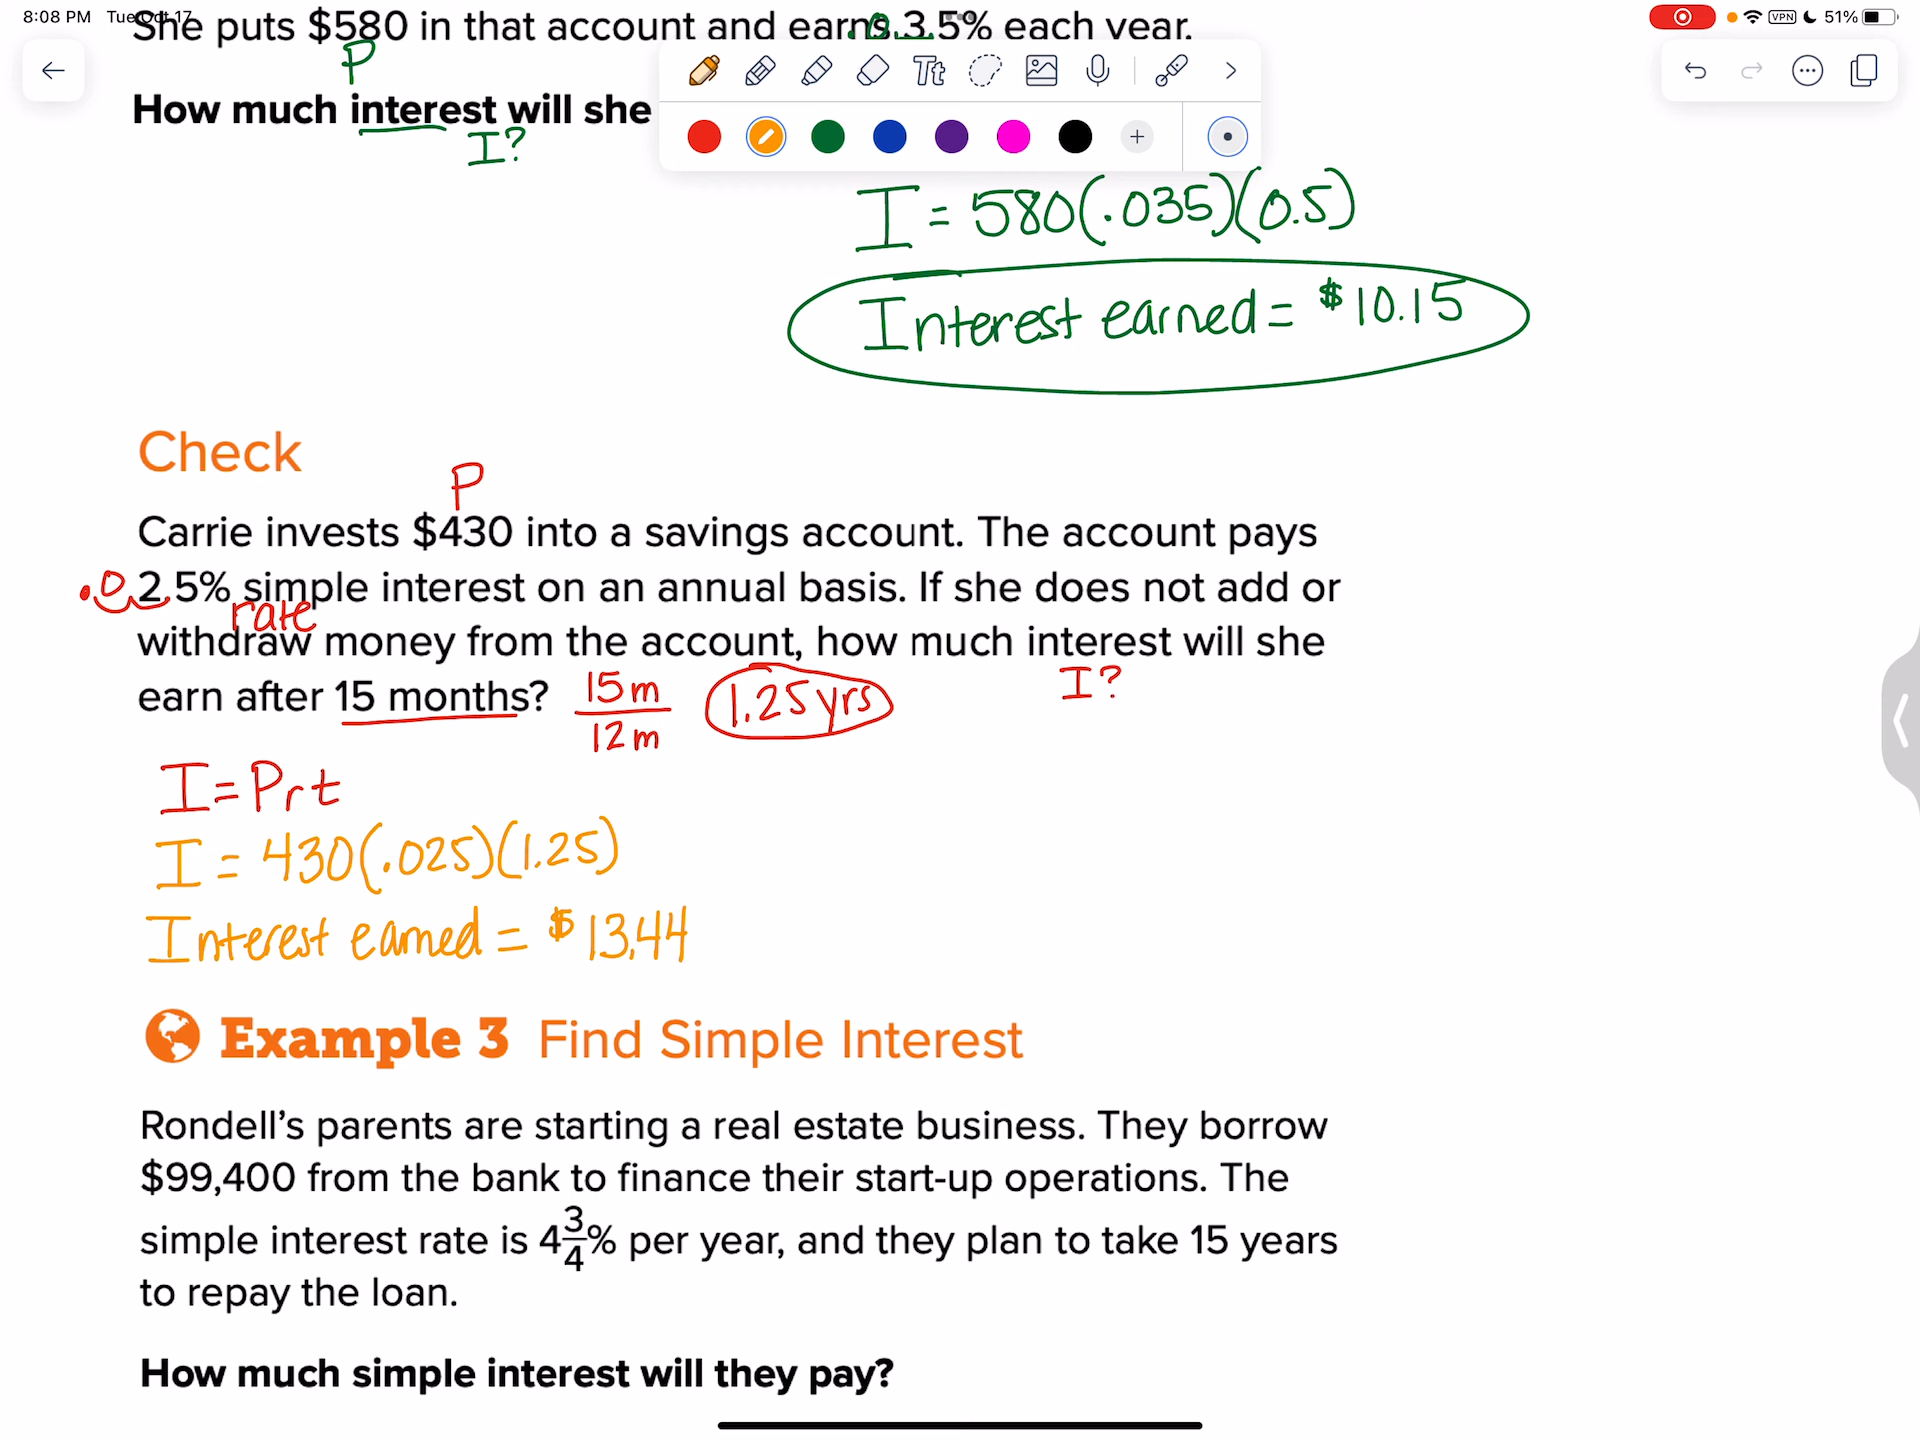 8:08 PM Tue Oct 17
VPN 51%
She puts $580 in that account and earns 3.5% each year.
.0
P
Tt
How much interest will she
I?
I = 580(.035)(0.5)
Interest earned = $10.15
Check
P
Carrie invests $430 into a savings account. The account pays
.0 2.5% simple interest on an annual basis. If she does not add or
rate
withdraw money from the account, how much interest will she
I?
earn after 15 months? 15m
12m
1.25 yrs
I = Prt
I = 430(.025)(1.25)
Interest earned = $13.44
Example 3 Find Simple Interest
Rondell’s parents are starting a real estate business. They borrow
$99,400 from the bank to finance their start-up operations. The
simple interest rate is 4 3/4% per year, and they plan to take 15 years
to repay the loan.
How much simple interest will they pay?